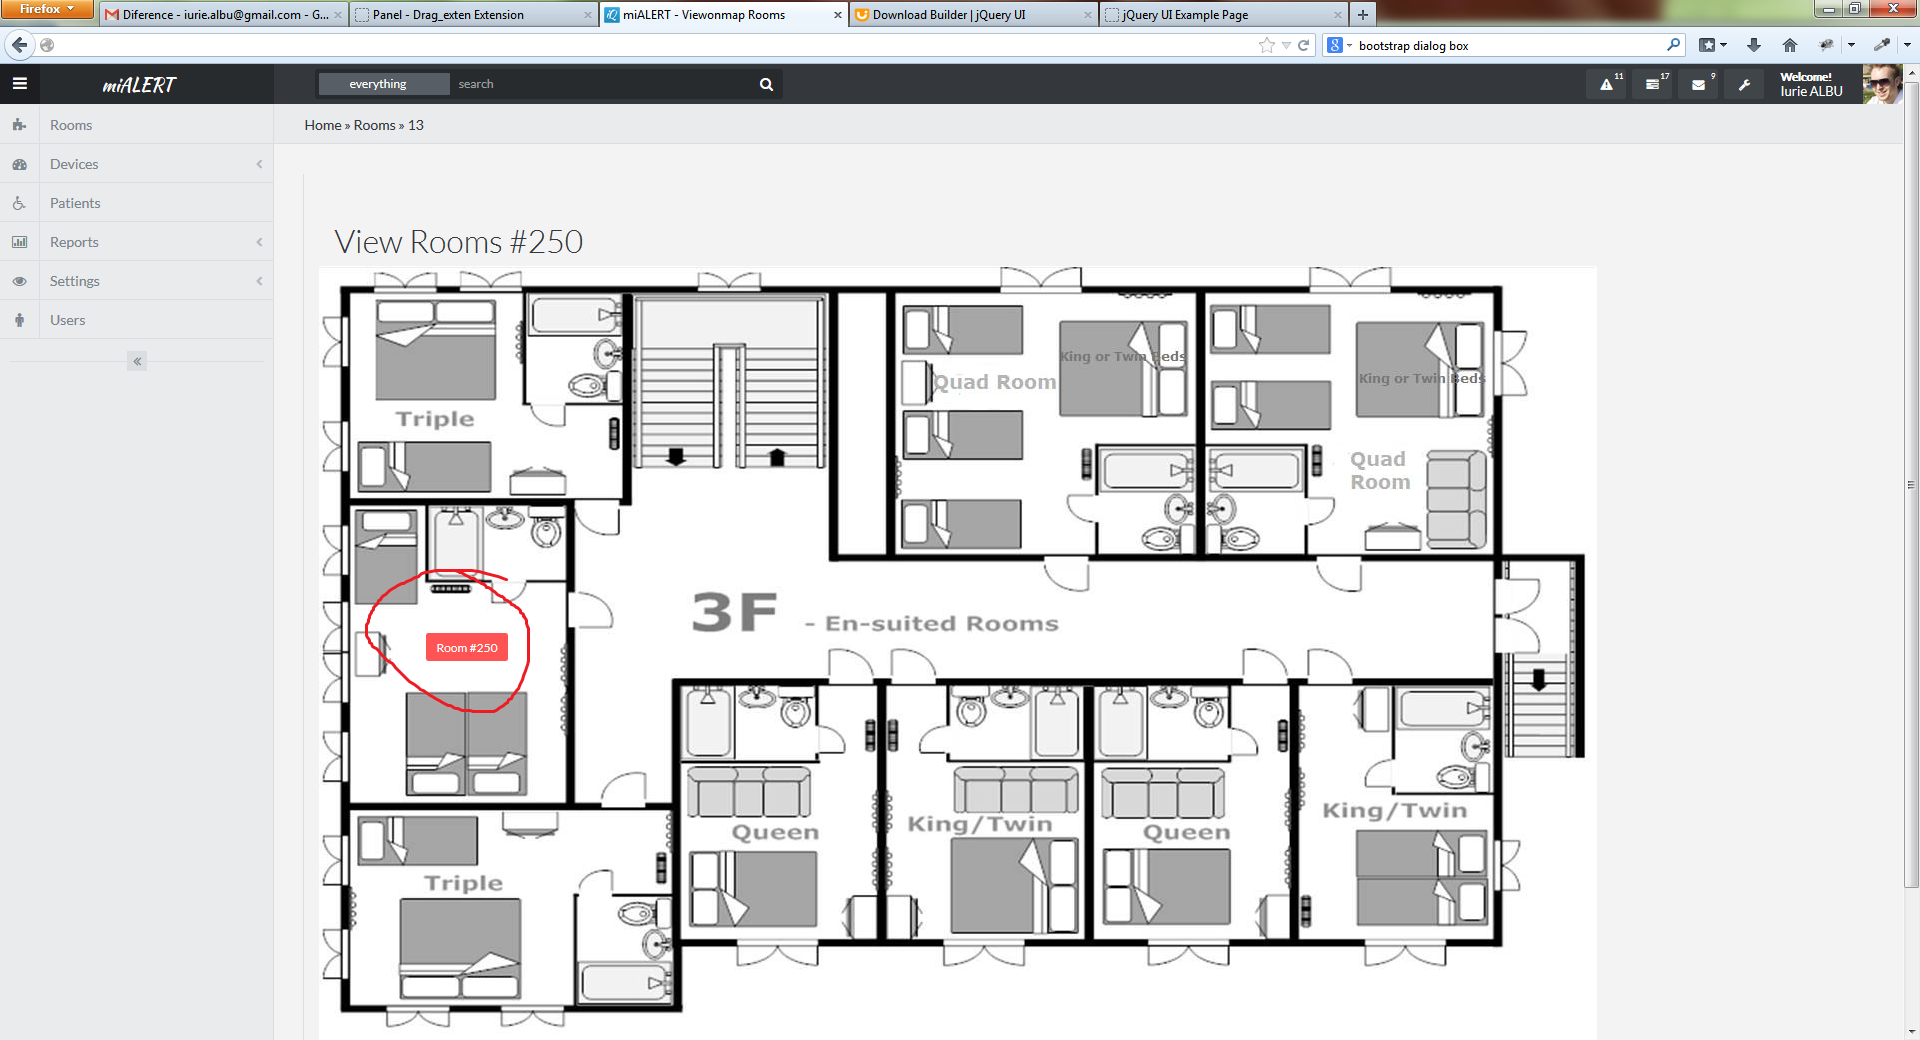 Firefox
Diference - iurie.albu@gmail.com - G...
Panel - Drag_exten Extension
miALERT - Viewonmap Rooms
Download Builder | jQuery UI
jQuery UI Example Page
bootstrap dialog box
miALERT
everything
search
11
17
9
Welcome!
Iurie ALBU
Rooms
Devices
Patients
Reports
Settings
Users
Home » Rooms » 13
View Rooms #250
Triple
Quad Room
King or Twin Beds
King or Twin Beds
Quad
Room
3F - En-suited Rooms
Room #250
Queen
King/Twin
Queen
King/Twin
Triple